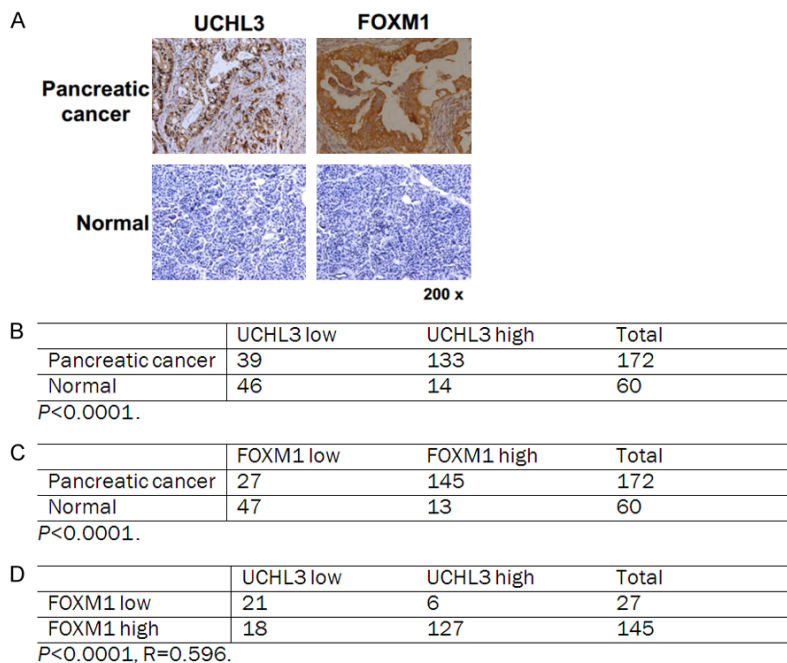 A
UCHL3 FOXM1
Pancreatic
cancer
Normal
200 x
B
UCHL3 low UCHL3 high Total
Pancreatic cancer 39 133 172
Normal 46 14 60
P<0.0001.
C
FOXM1 low FOXM1 high Total
Pancreatic cancer 27 145 172
Normal 47 13 60
P<0.0001.
D
UCHL3 low UCHL3 high Total
FOXM1 low 21 6 27
FOXM1 high 18 127 145
P<0.0001, R=0.596.